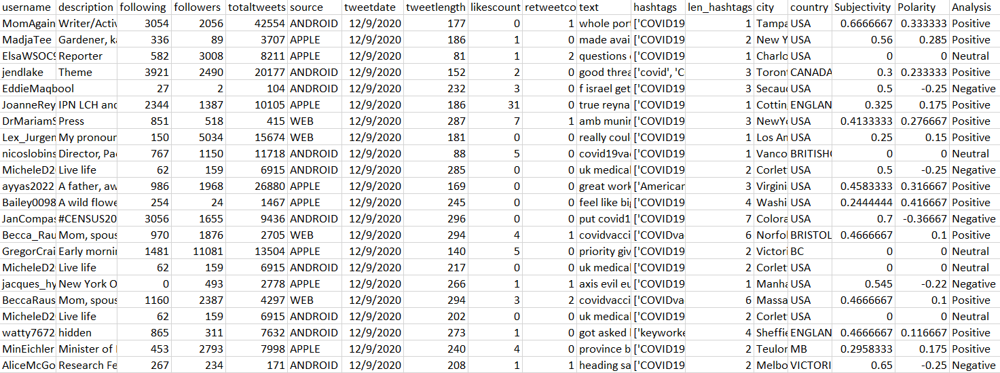 username description following followers totaltweets source tweetdate tweetlength likescount retweetco text hashtags len_hashtags city country Subjectivity Polarity Analysis
MomAgain Writer/Activ 3054 2056 42554 ANDROID 12/9/2020 177 0 1 whole por ['COVID19 1 Tampa USA 0.6666667 0.333333 Positive
MadjaTee Gardener, ka 336 89 3707 APPLE 12/9/2020 186 1 0 made avai ['COVID19 2 New Y USA 0.56 0.285 Positive
ElsaWSOC9 Reporter 582 3008 8211 APPLE 12/9/2020 81 1 2 questions ['COVID19 1 Charlo USA 0 0 Neutral
jendlake Theme 3921 2490 20177 ANDROID 12/9/2020 152 2 0 good threa ['covid', 'C 3 Toron CANADA 0.3 0.233333 Positive
EddieMaqbool 27 2 104 ANDROID 12/9/2020 232 3 0 f israel get ['COVID19 3 Secau USA 0.5 -0.25 Negative
JoanneRey IPN LCH and 2344 1387 10105 APPLE 12/9/2020 186 31 0 true reyna ['COVID19 1 Cottin ENGLAN 0.325 0.175 Positive
DrMariamS Press 851 518 415 WEB 12/9/2020 287 7 1 amb munir ['COVID19 3 NewYo USA 0.4133333 0.276667 Positive
Lex_Jurgen My pronoun 150 5034 15674 WEB 12/9/2020 181 0 0 really coul ['COVID19 1 Los An USA 0.25 0.15 Positive
nicoslobins Director, Pac 767 1150 11718 ANDROID 12/9/2020 88 5 0 covid19va ['COVID19 1 Vanco BRITISH 0 0 Neutral
MicheleD2 Live life 62 159 6915 ANDROID 12/9/2020 285 0 0 uk medical ['COVID19 2 Corlet USA 0.5 -0.25 Negative
ayyas2022 A father, aw 986 1968 26880 APPLE 12/9/2020 169 0 0 great work ['American 3 Virgini USA 0.4583333 0.316667 Positive
Bailey0098 A wild flowe 254 24 1467 APPLE 12/9/2020 245 0 0 feel like big ['COVID19 4 Washi USA 0.2444444 0.416667 Positive
JanCompas #CENSUS20 3056 1655 9436 ANDROID 12/9/2020 296 0 0 put covid1 ['COVID19 7 Colora USA 0.7 -0.36667 Negative
Becca_Rau Mom, spous 970 1876 2705 WEB 12/9/2020 294 4 1 covidvacci ['COVIDva 6 Norfol BRISTOL 0.4666667 0.1 Positive
GregorCrai Early mornin 1481 11081 13504 APPLE 12/9/2020 140 5 0 priority giv ['COVID19 2 Victori BC 0 0 Neutral
MicheleD2 Live life 62 159 6915 ANDROID 12/9/2020 217 0 0 uk medical ['COVID19 2 Corlet USA 0 0 Neutral
jacques_hy New York O 0 493 2778 APPLE 12/9/2020 266 1 1 axis evil eu ['COVID19 1 Manha USA 0.545 -0.22 Negative
BeccaRaus Mom, spous 1160 2387 4297 WEB 12/9/2020 294 3 2 covidvacci ['COVIDva 6 Massa USA 0.4666667 0.1 Positive
MicheleD2 Live life 62 159 6915 ANDROID 12/9/2020 202 0 0 uk medical ['COVID19 2 Corlet USA 0 0 Neutral
watty7672 hidden 865 311 7632 ANDROID 12/9/2020 273 1 0 got asked ['keyworke 4 Sheffie ENGLAN 0.4666667 0.116667 Positive
MinEichler Minister of 453 2793 7998 APPLE 12/9/2020 240 4 0 province b ['COVID19 2 Teulor MB 0.2958333 0.175 Positive
AliceMcGo Research Fe 267 234 171 ANDROID 12/9/2020 208 1 1 heading sa ['COVID19 2 Melbo VICTORI 0.65 -0.25 Negative